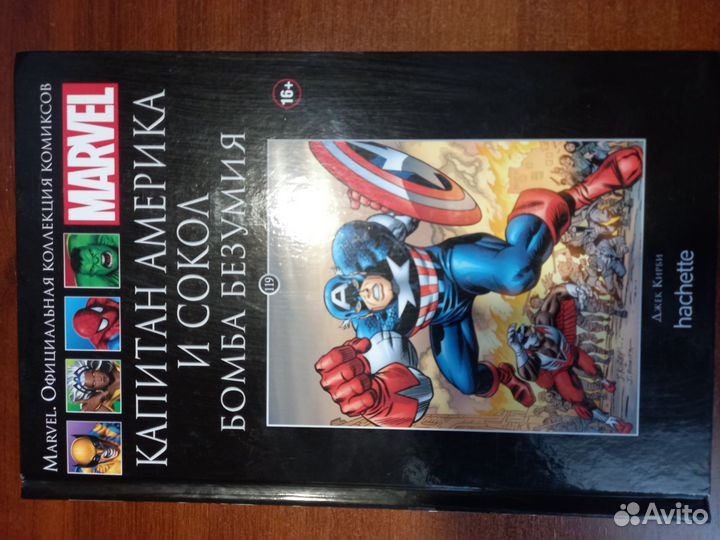 MARVEL. ОФИЦИАЛЬНАЯ КОЛЛЕКЦИЯ КОМИКСОВ
MARVEL
КАПИТАН АМЕРИКА
И СОКОЛ
БОМБА БЕЗУМИЯ
16+
119
A
ДЖЕК КИРБИ
hachette
Avito